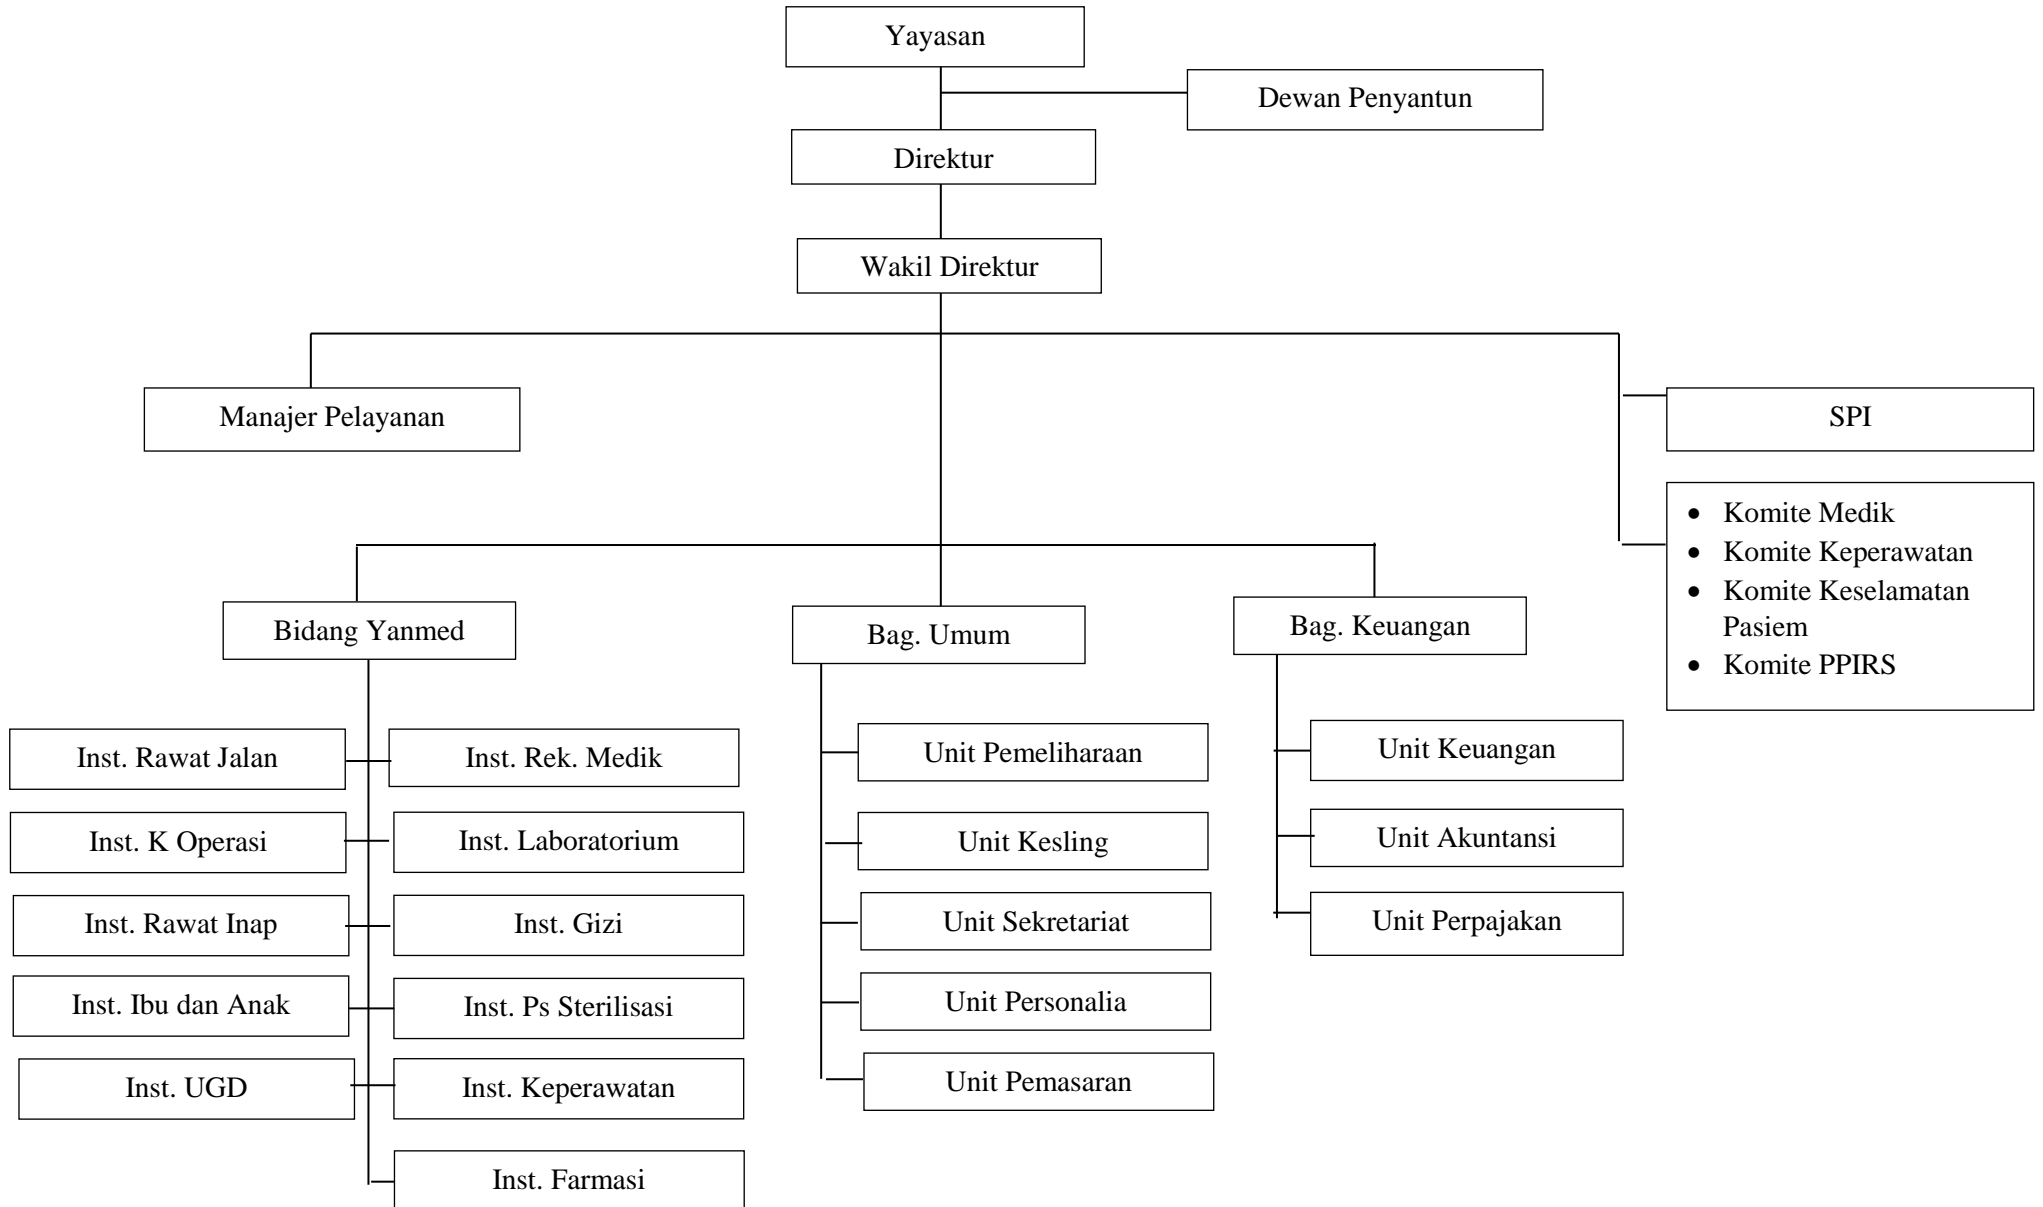 Yayasan
Dewan Penyantun
Direktur
Wakil Direktur
Manajer Pelayanan
SPI
• Komite Medik
• Komite Keperawatan
• Komite Keselamatan
Pasiem
• Komite PPIRS
Bidang Yanmed
Bag. Umum
Bag. Keuangan
Inst. Rawat Jalan
Inst. Rek. Medik
Inst. K Operasi
Inst. Laboratorium
Inst. Rawat Inap
Inst. Gizi
Inst. Ibu dan Anak
Inst. Ps Sterilisasi
Inst. UGD
Inst. Keperawatan
Inst. Farmasi
Unit Pemeliharaan
Unit Kesling
Unit Sekretariat
Unit Personalia
Unit Pemasaran
Unit Keuangan
Unit Akuntansi
Unit Perpajakan